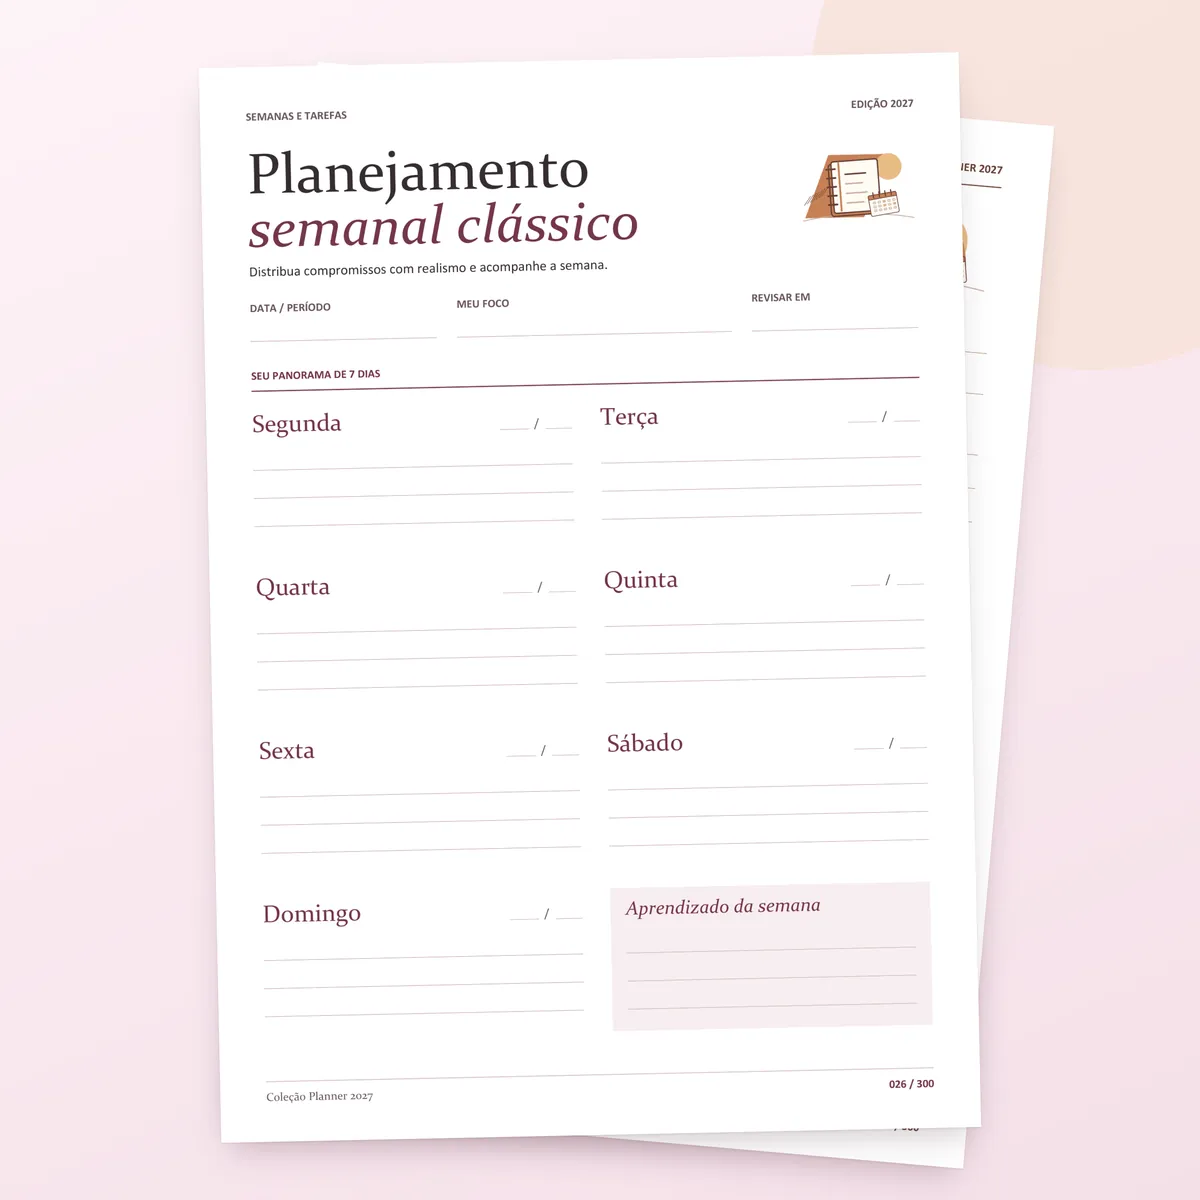 SEMANAS E TAREFAS
EDIÇÃO 2027
Planejamento
semanal clássico
Distribua compromissos com realismo e acompanhe a semana.
DATA / PERÍODO
MEU FOCO
REVISAR EM
SEU PANORAMA DE 7 DIAS
Segunda
/
Terça
/
Quarta
/
Quinta
/
Sexta
/
Sábado
/
Domingo
/
Aprendizado da semana
Coleção Planner 2027
026 / 300
2027